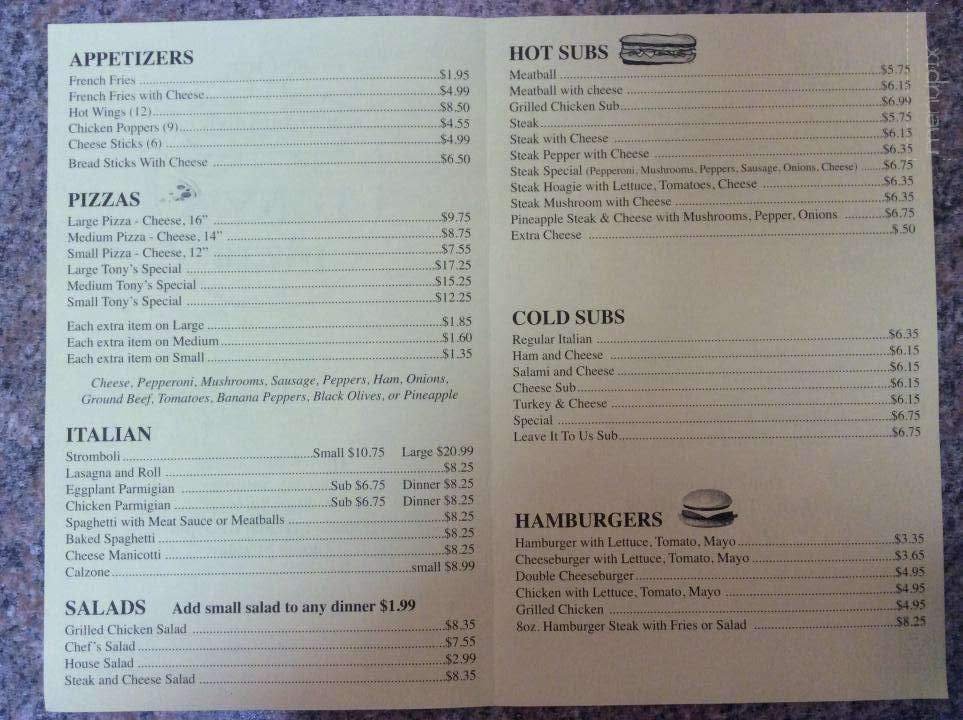 APPETIZERS
French Fries $1.95
French Fries with Cheese $4.99
Hot Wings (12) $8.50
Chicken Poppers (9) $4.55
Cheese Sticks (6) $4.99
Bread Sticks With Cheese $6.50
PIZZAS
Large Pizza - Cheese, 16" $9.75
Medium Pizza - Cheese, 14" $8.75
Small Pizza - Cheese, 12" $7.55
Large Tony's Special $17.25
Medium Tony's Special $15.25
Small Tony's Special $12.25
Each extra item on Large $1.85
Each extra item on Medium $1.60
Each extra item on Small $1.35
Cheese, Pepperoni, Mushrooms, Sausage, Peppers, Ham, Onions,
Ground Beef, Tomatoes, Banana Peppers, Black Olives, or Pineapple
ITALIAN
Stromboli Small $10.75 Large $20.99
Lasagna and Roll $8.25
Eggplant Parmigian Sub $6.75 Dinner $8.25
Chicken Parmigian Sub $6.75 Dinner $8.25
Spaghetti with Meat Sauce or Meatballs $8.25
Baked Spaghetti $8.25
Cheese Manicotti $8.25
Calzone small $8.99
SALADS Add small salad to any dinner $1.99
Grilled Chicken Salad $8.35
Chef's Salad $7.55
House Salad $2.99
Steak and Cheese Salad $8.35
HOT SUBS
Meatball $5.75
Meatball with cheese $6.15
Grilled Chicken Sub $6.99
Steak $5.75
Steak with Cheese $6.15
Steak Pepper with Cheese $6.35
Steak Special (Pepperoni, Mushrooms, Peppers, Sausage, Onions, Cheese) $6.75
Steak Hoagie with Lettuce, Tomatoes, Cheese $6.35
Steak Mushroom with Cheese $6.35
Pineapple Steak & Cheese with Mushrooms, Pepper, Onions $6.75
Extra Cheese $.50
COLD SUBS
Regular Italian $6.35
Ham and Cheese $6.15
Salami and Cheese $6.15
Cheese Sub $6.15
Turkey & Cheese $6.15
Special $6.75
Leave It To Us Sub $6.75
HAMBURGERS
Hamburger with Lettuce, Tomato, Mayo $3.35
Cheeseburger with Lettuce, Tomato, Mayo $3.65
Double Cheeseburger $4.95
Chicken with Lettuce, Tomato, Mayo $4.95
Grilled Chicken $4.95
8oz. Hamburger Steak with Fries or Salad $8.25